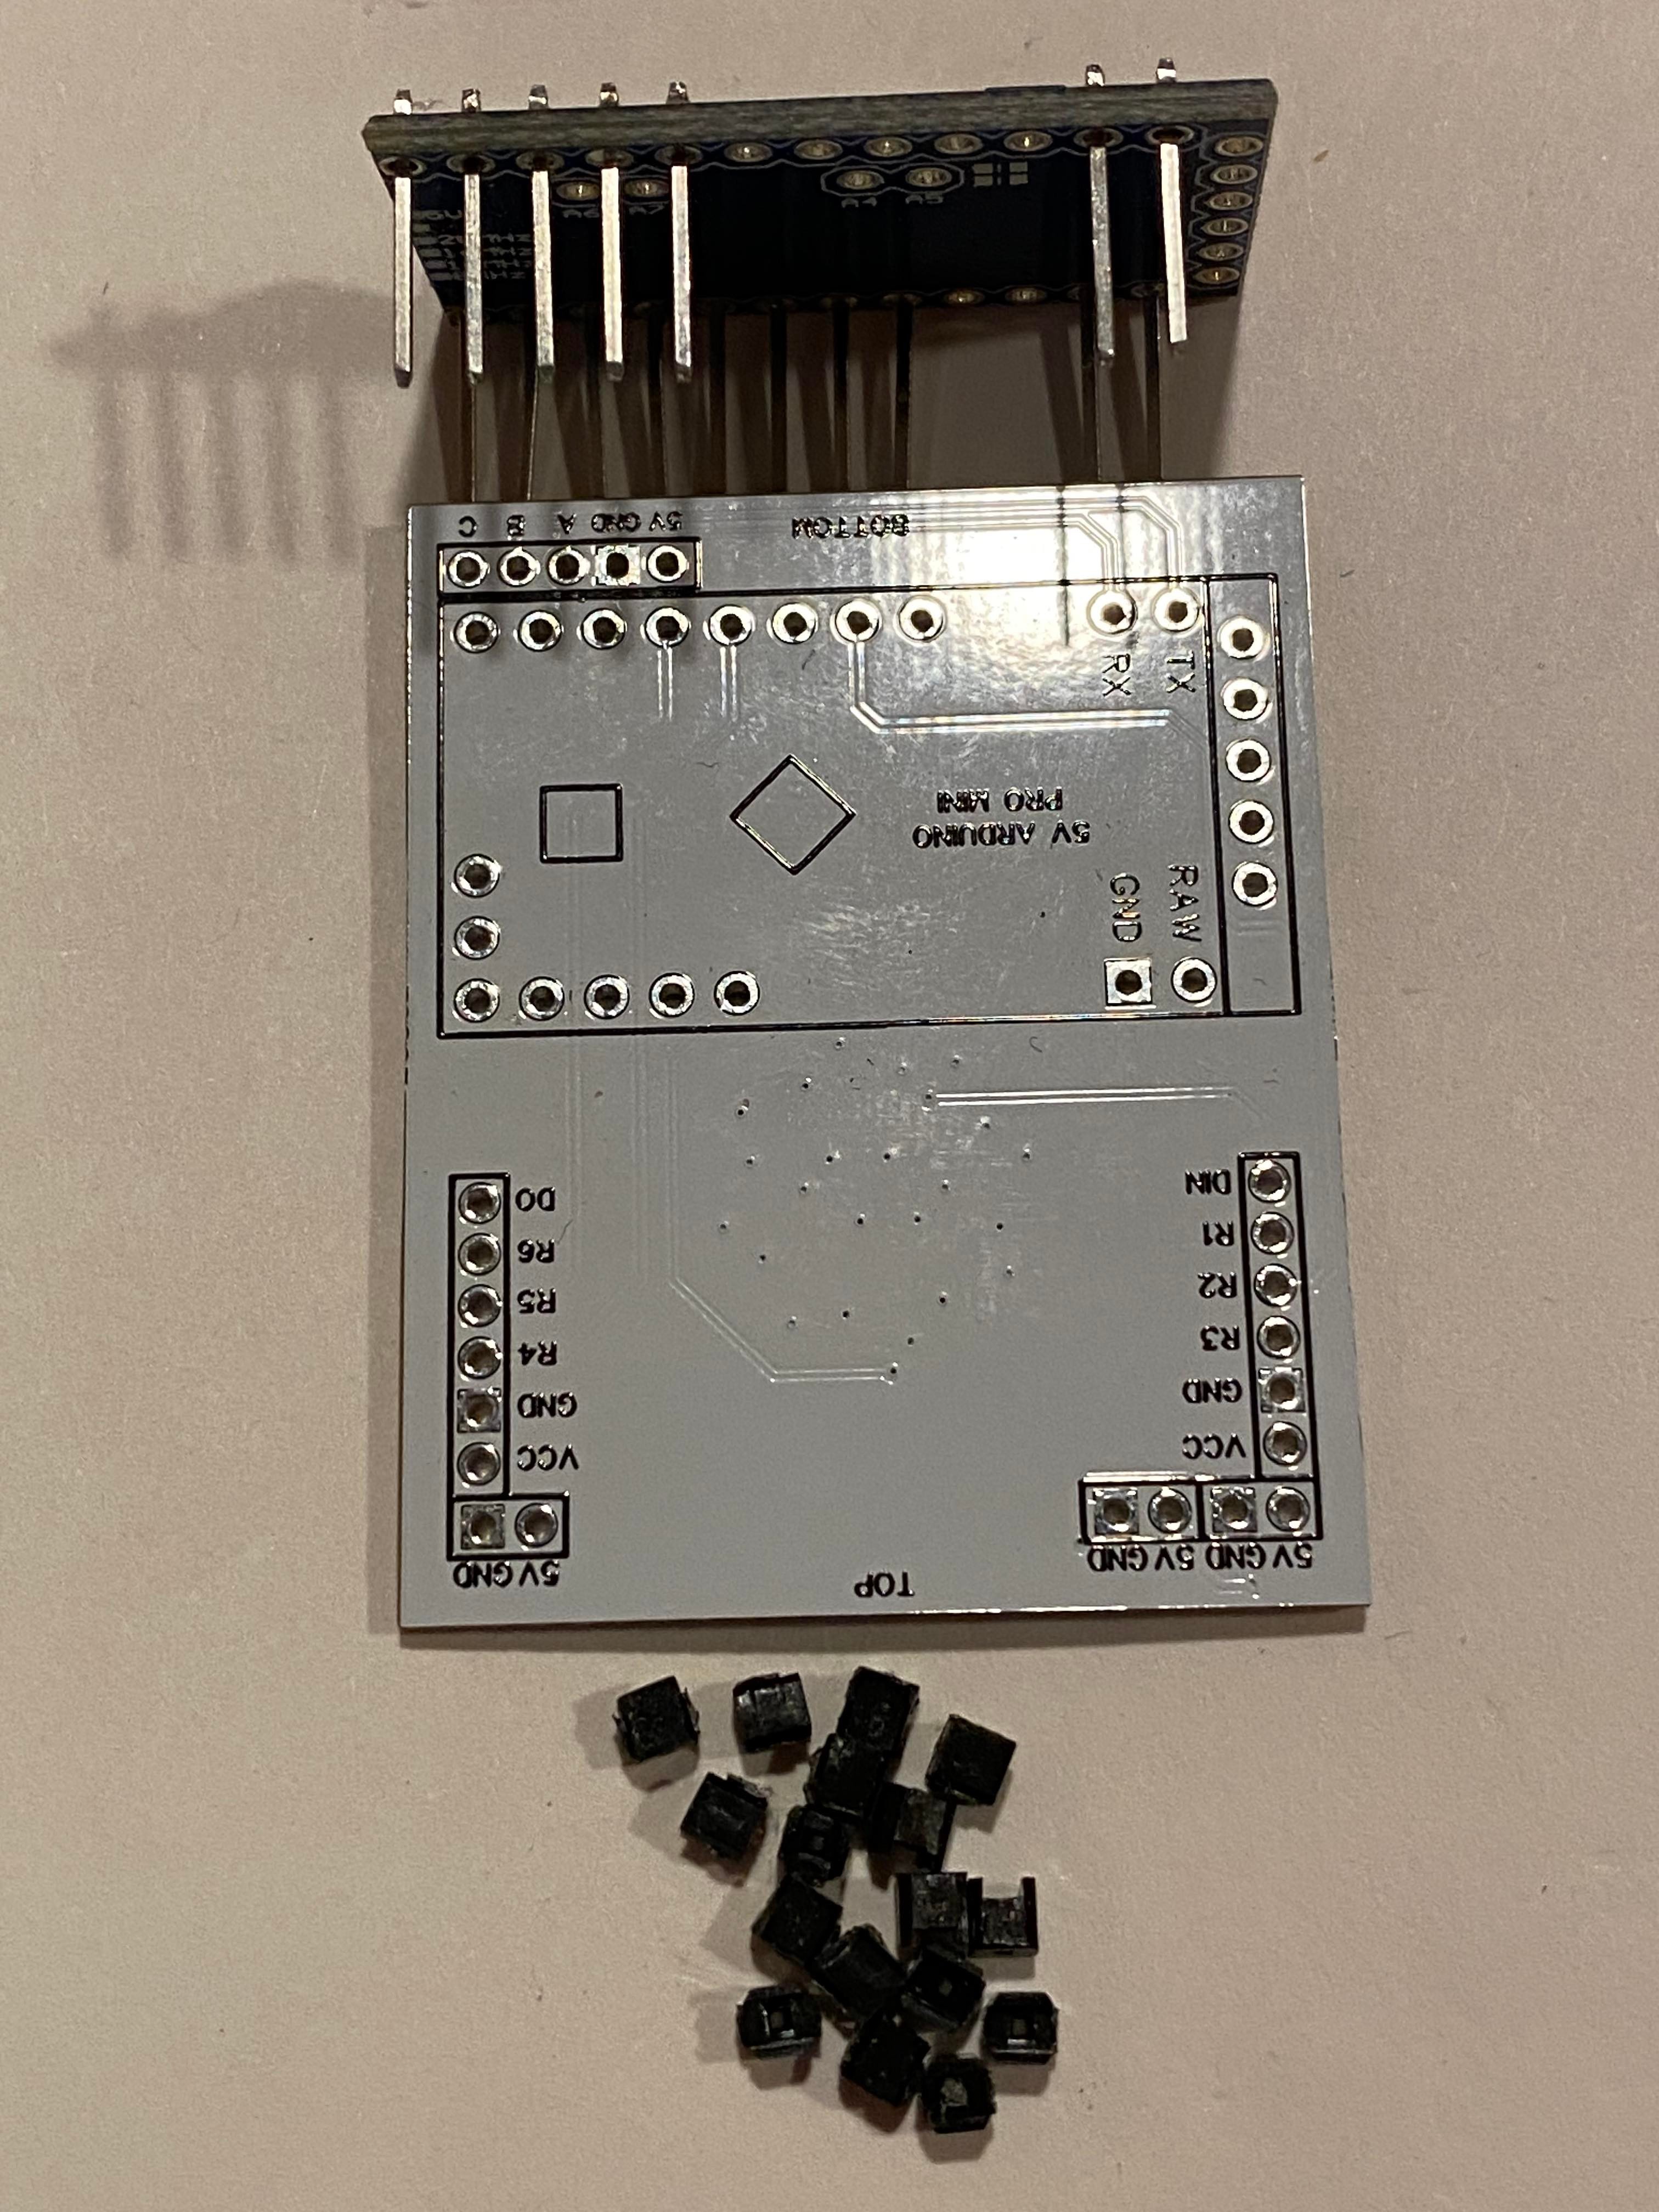 A6 A7 A4 A5
C B A GND 5V
BOTTOM
TX
RX
5V ARDUINO
PRO MINI
RAW
GND
DO
R6
R5
R4
GND
VCC
GND 5V
DIN
R1
R2
R3
GND
VCC
GND 5V GND 5V
TOP